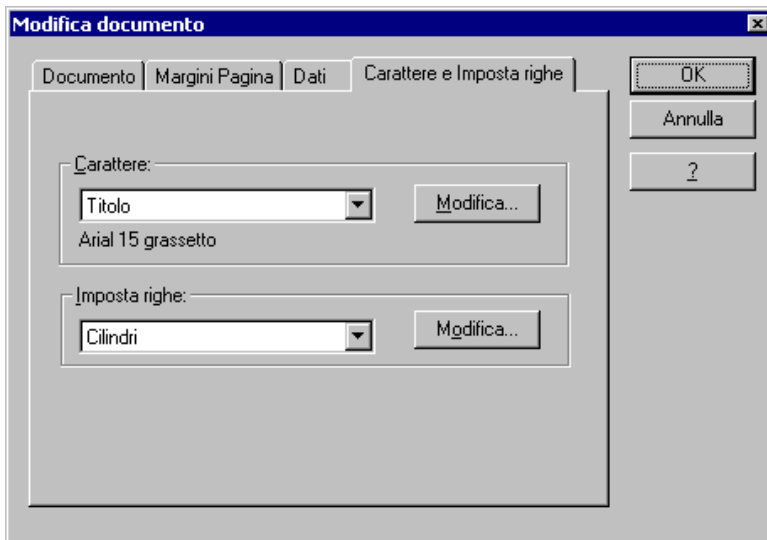 Modifica documento
Documento Margini Pagina Dati Carattere e Imposta righe
OK
Annulla
?
Carattere:
Titolo Modifica...
Arial 15 grassetto
Imposta righe:
Cilindri Modifica...